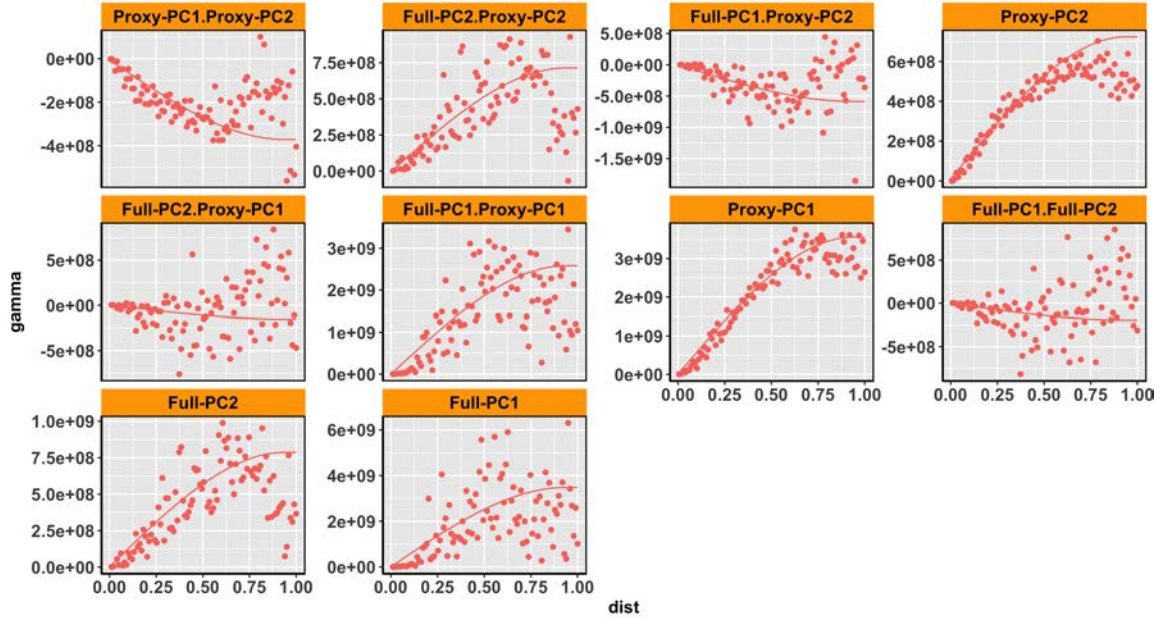 Proxy-PC1.Proxy-PC2 Full-PC2.Proxy-PC2 Full-PC1.Proxy-PC2 Proxy-PC2
0e+00 7.5e+08 5.0e+08 6e+08
-2e+08 5.0e+08 0.0e+00 4e+08
-4e+08 2.5e+08 -5.0e+08 2e+08
0.0e+00 -1.0e+09 0e+00
-1.5e+09
Full-PC2.Proxy-PC1 Full-PC1.Proxy-PC1 Proxy-PC1 Full-PC1.Full-PC2
5e+08 3e+09 3e+09 5e+08
0e+00 2e+09 2e+09 0e+00
-5e+08 1e+09 1e+09 -5e+08
0e+00 0e+00
0.00 0.25 0.50 0.75 1.00 0.00 0.25 0.50 0.75 1.00
Full-PC2 Full-PC1
1.0e+09 6e+09
7.5e+08 4e+09
5.0e+08 2e+09
2.5e+08 0e+00
0.0e+00
0.00 0.25 0.50 0.75 1.00 0.00 0.25 0.50 0.75 1.00
gamma
dist